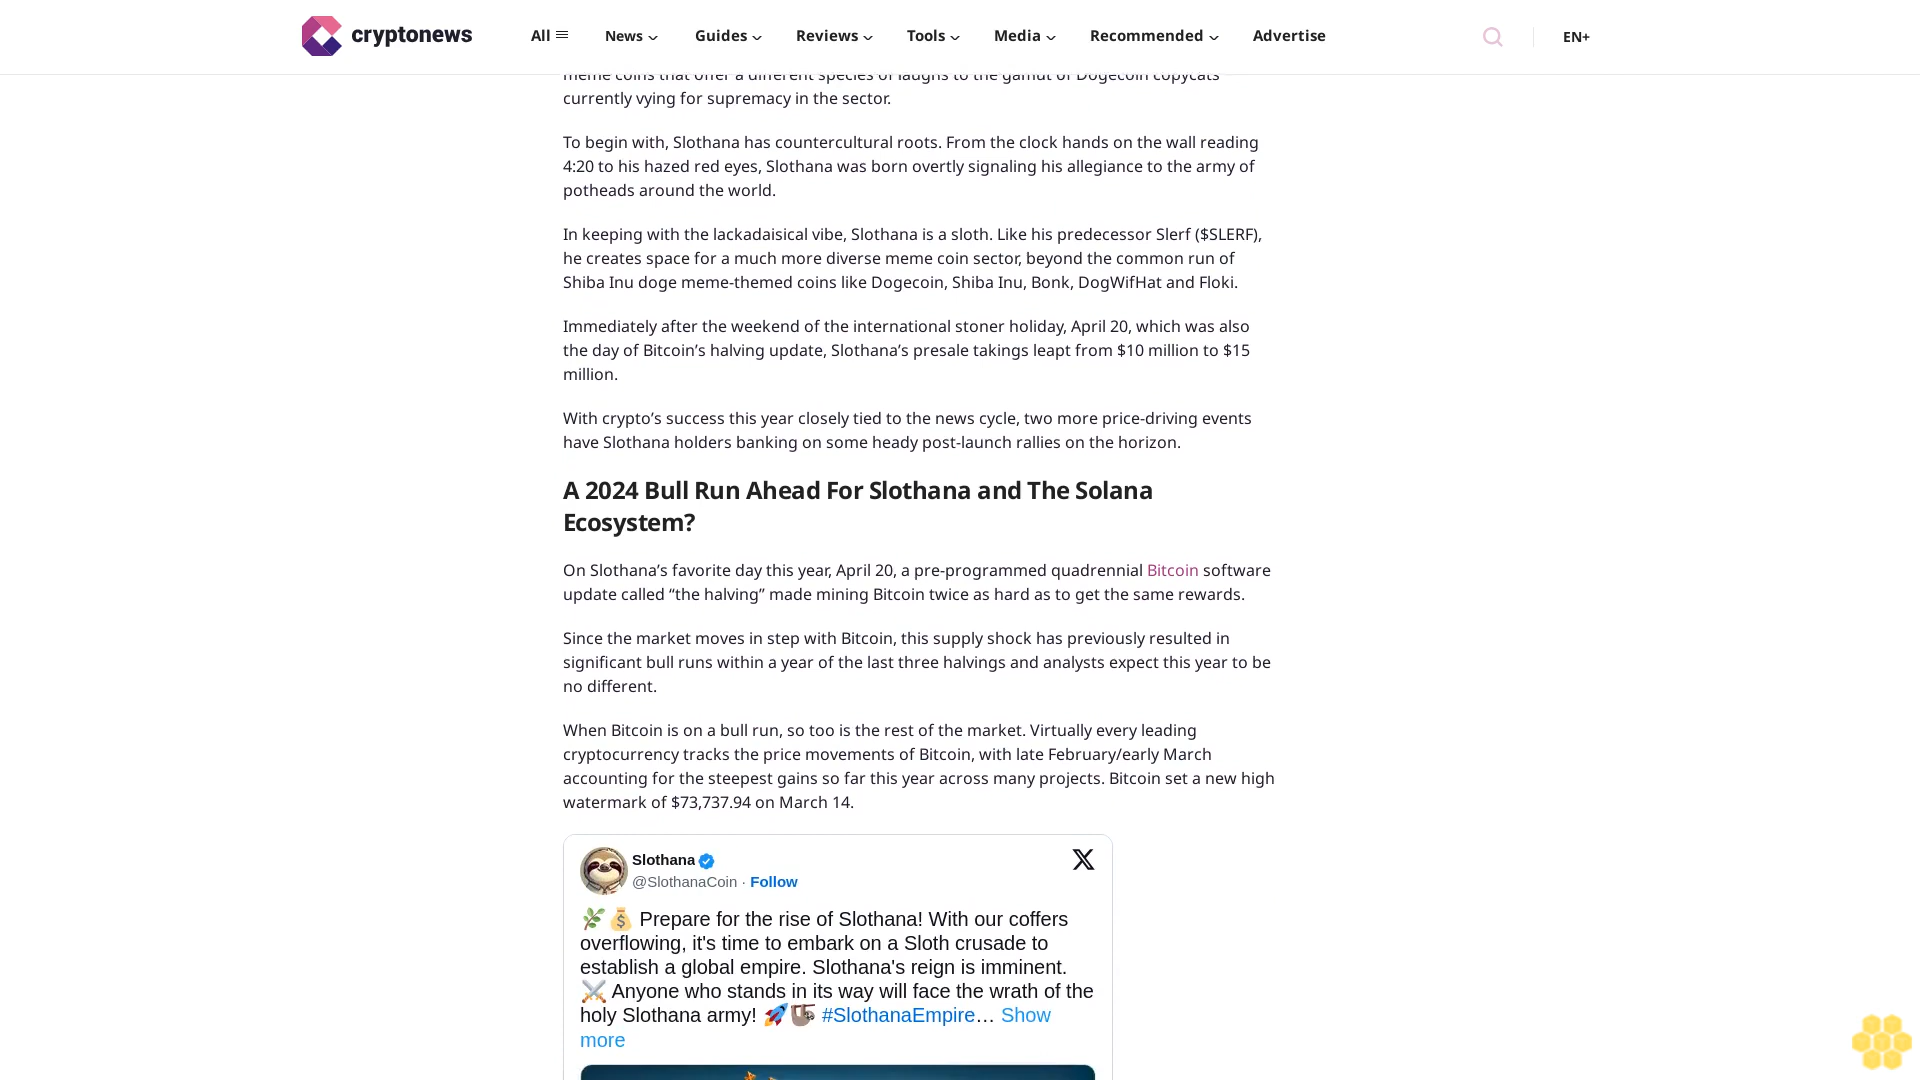 cryptonews
All
News
Guides
Reviews
Tools
Media
Recommended
Advertise
EN+
meme coins that offer a different species of laughs to the gamut of Dogecoin copycats
currently vying for supremacy in the sector.
To begin with, Slothana has countercultural roots. From the clock hands on the wall reading
4:20 to his hazed red eyes, Slothana was born overtly signaling his allegiance to the army of
potheads around the world.
In keeping with the lackadaisical vibe, Slothana is a sloth. Like his predecessor Slerf ($SLERF),
he creates space for a much more diverse meme coin sector, beyond the common run of
Shiba Inu doge meme-themed coins like Dogecoin, Shiba Inu, Bonk, DogWifHat and Floki.
Immediately after the weekend of the international stoner holiday, April 20, which was also
the day of Bitcoin’s halving update, Slothana’s presale takings leapt from $10 million to $15
million.
With crypto’s success this year closely tied to the news cycle, two more price-driving events
have Slothana holders banking on some heady post-launch rallies on the horizon.
A 2024 Bull Run Ahead For Slothana and The Solana
Ecosystem?
On Slothana’s favorite day this year, April 20, a pre-programmed quadrennial Bitcoin software
update called “the halving” made mining Bitcoin twice as hard as to get the same rewards.
Since the market moves in step with Bitcoin, this supply shock has previously resulted in
significant bull runs within a year of the last three halvings and analysts expect this year to be
no different.
When Bitcoin is on a bull run, so too is the rest of the market. Virtually every leading
cryptocurrency tracks the price movements of Bitcoin, with late February/early March
accounting for the steepest gains so far this year across many projects. Bitcoin set a new high
watermark of $73,737.94 on March 14.
Slothana
@SlothanaCoin · Follow
🌿💰 Prepare for the rise of Slothana! With our coffers
overflowing, it's time to embark on a Sloth crusade to
establish a global empire. Slothana's reign is imminent.
⚔️ Anyone who stands in its way will face the wrath of the
holy Slothana army! 🚀🦥 #SlothanaEmpire… Show
more